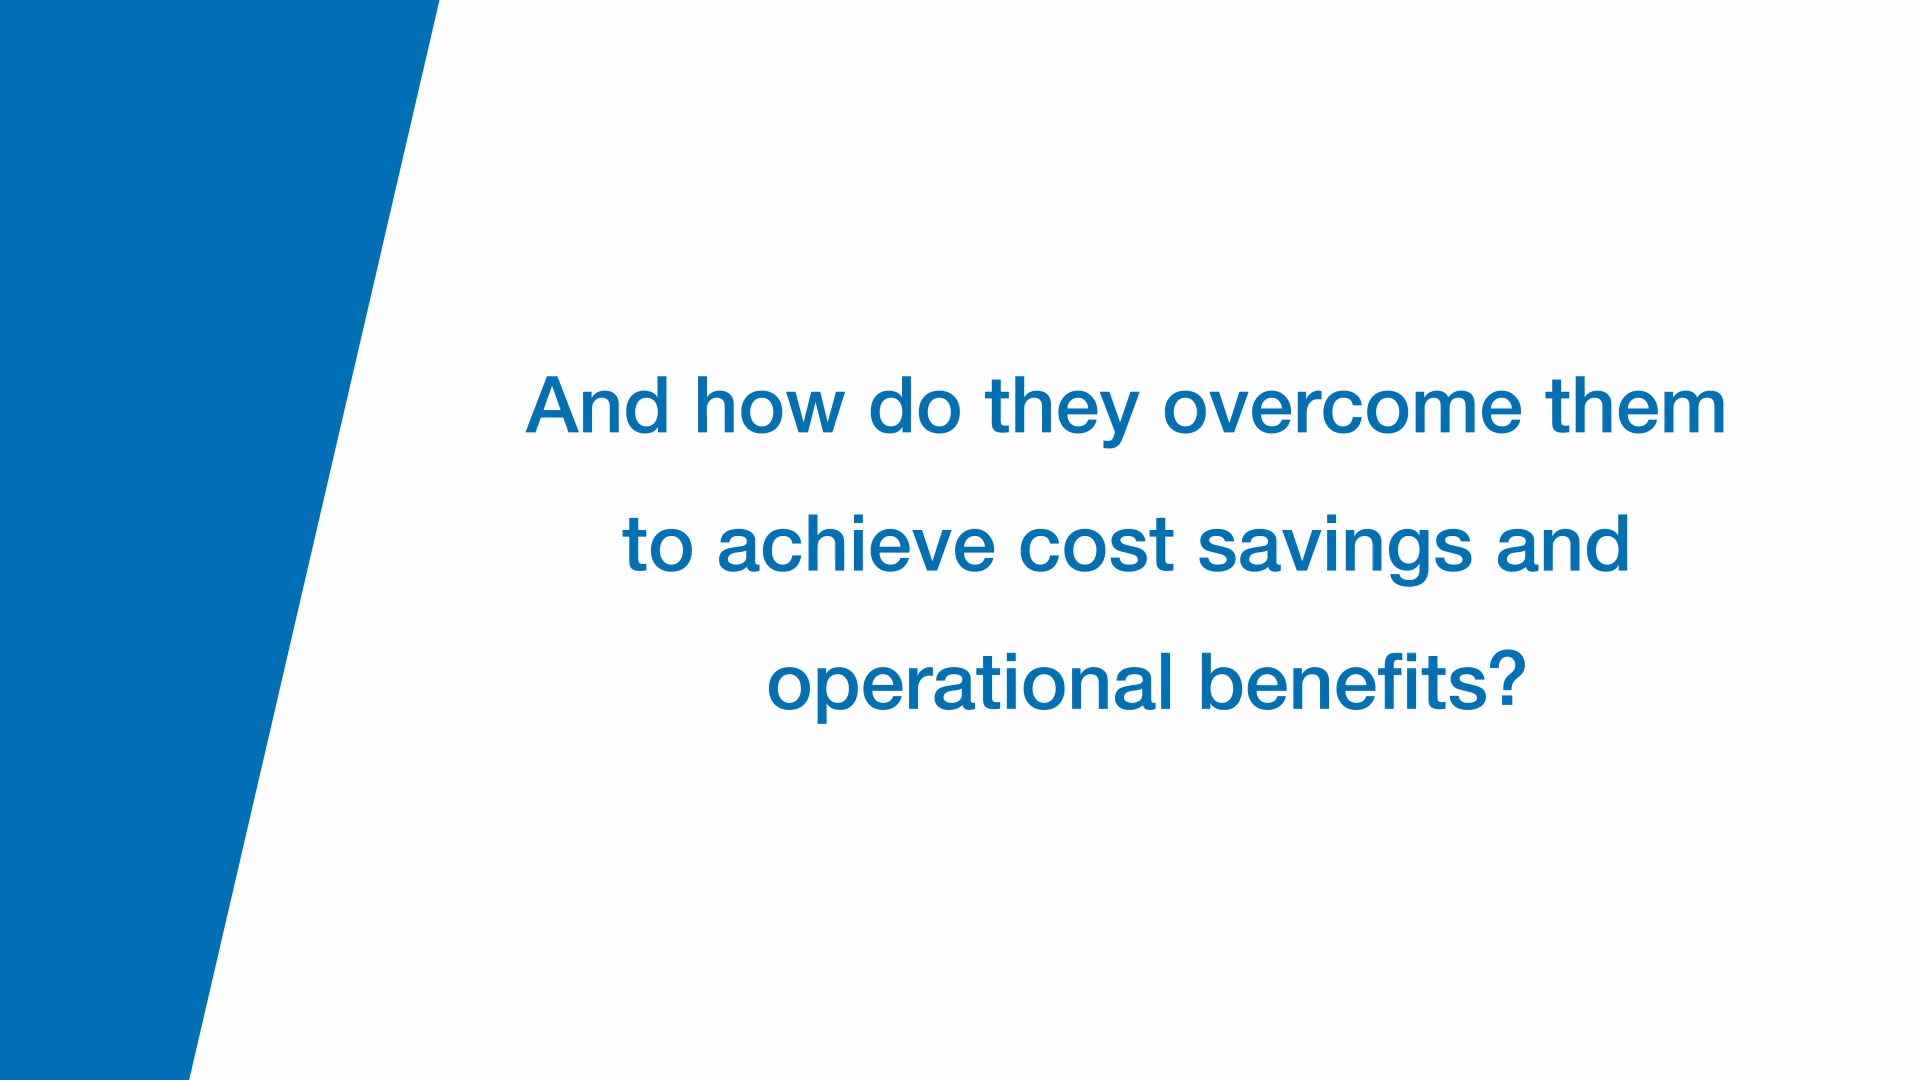 And how do they overcome them
to achieve cost savings and
operational benefits?